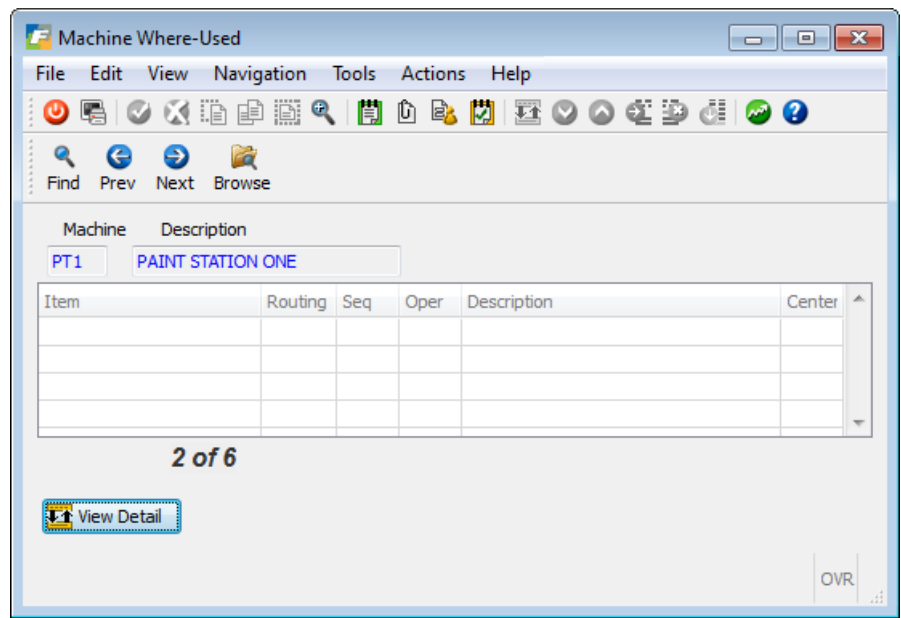 Machine Where-Used
File Edit View Navigation Tools Actions Help
Find Prev Next Browse
Machine Description
PT1 PAINT STATION ONE
Item Routing Seq Oper Description Center
2 of 6
View Detail
OVR